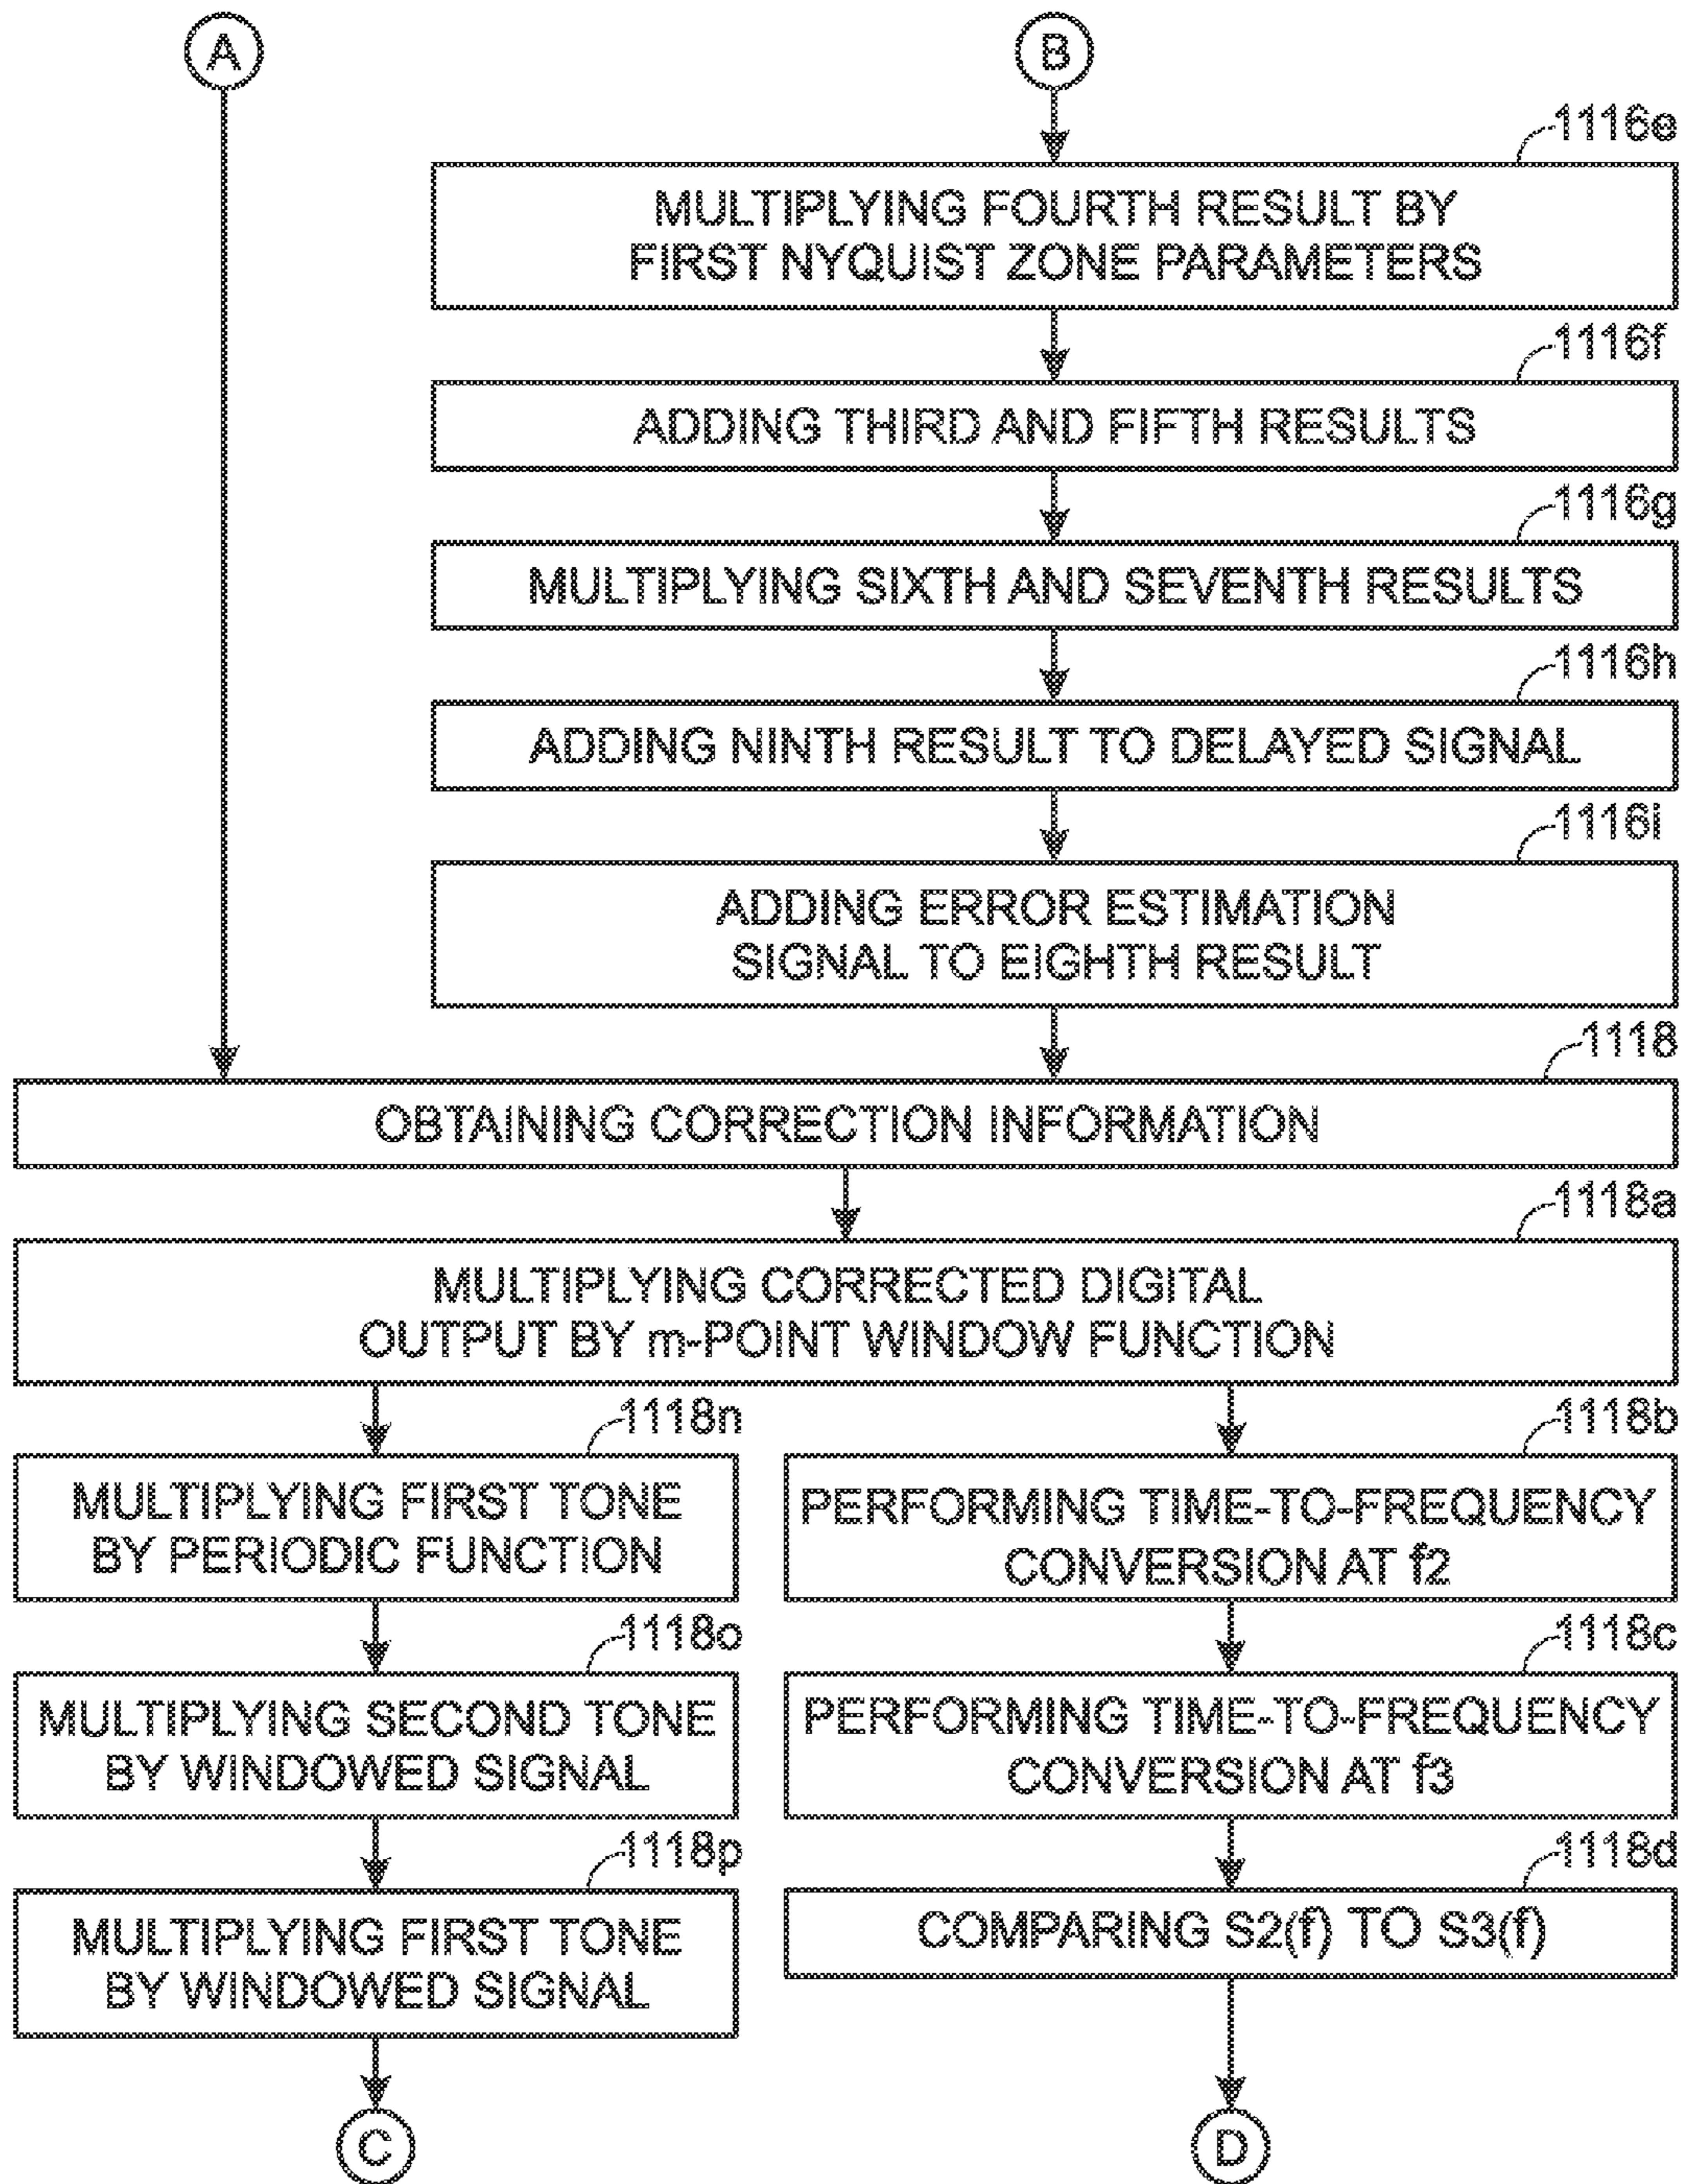 A
B
1116e
MULTIPLYING FOURTH RESULT BY
FIRST NYQUIST ZONE PARAMETERS
1116f
ADDING THIRD AND FIFTH RESULTS
1116g
MULTIPLYING SIXTH AND SEVENTH RESULTS
1116h
ADDING NINTH RESULT TO DELAYED SIGNAL
1116i
ADDING ERROR ESTIMATION
SIGNAL TO EIGHTH RESULT
1118
OBTAINING CORRECTION INFORMATION
1118a
MULTIPLYING CORRECTED DIGITAL
OUTPUT BY m-POINT WINDOW FUNCTION
1118n
MULTIPLYING FIRST TONE
BY PERIODIC FUNCTION
1118o
MULTIPLYING SECOND TONE
BY WINDOWED SIGNAL
1118p
MULTIPLYING FIRST TONE
BY WINDOWED SIGNAL
C
1118b
PERFORMING TIME-TO-FREQUENCY
CONVERSION AT f2
1118c
PERFORMING TIME-TO-FREQUENCY
CONVERSION AT f3
1118d
COMPARING S2(f) TO S3(f)
D